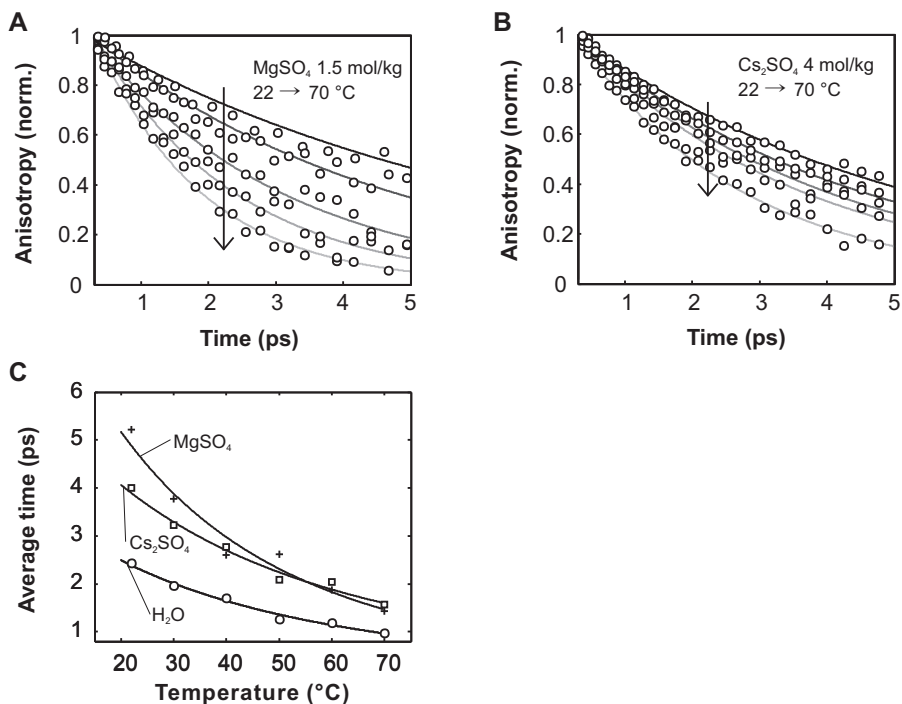 A
Anisotropy (norm.)
1
0.8
0.6
0.4
0.2
0
MgSO₄ 1.5 mol/kg
22 → 70 °C
1 2 3 4 5
Time (ps)
B
Anisotropy (norm.)
1
0.8
0.6
0.4
0.2
0
Cs₂SO₄ 4 mol/kg
22 → 70 °C
1 2 3 4 5
Time (ps)
C
Average time (ps)
6
5
4
3
2
1
MgSO₄
Cs₂SO₄
H₂O
20 30 40 50 60 70
Temperature (°C)